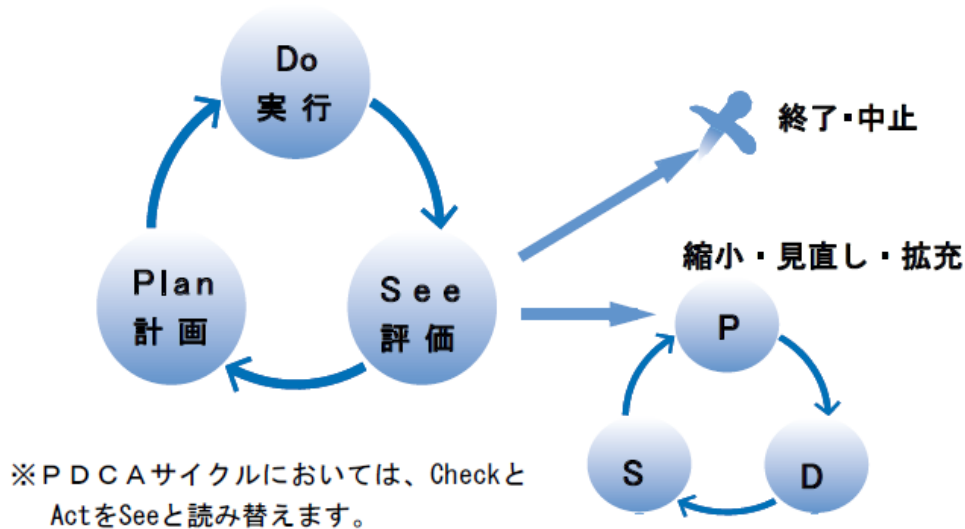 Do
実行
終了・中止
Plan
計画
See
評価
縮小・見直し・拡充
P
S
D
※PDCAサイクルにおいては、Checkと
ActをSeeと読み替えます。